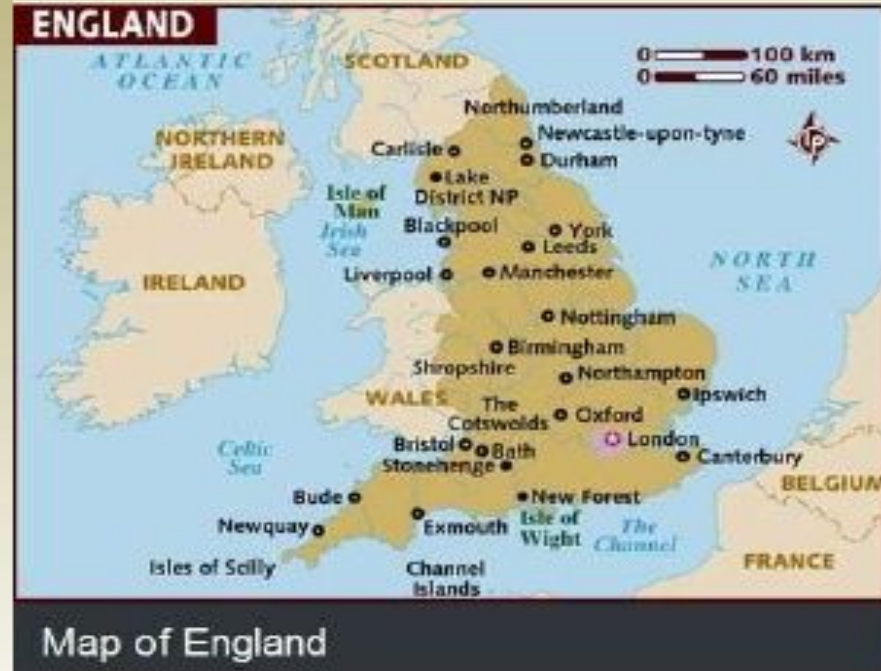 ENGLAND
ATLANTIC
OCEAN
SCOTLAND
0 100 km
0 60 miles
Northumberland
Newcastle-upon-tyne
NORTHERN
IRELAND
Carlisle
Durham
LP
Lake
District NP
Isle of
Man
Irish
Sea
Blackpool
York
Leeds
NORTH
SEA
IRELAND
Liverpool
Manchester
Nottingham
Birmingham
Shropshire
Northampton
WALES
Ipswich
The
Cotswolds
Oxford
Celtic
Sea
Bristol
Bath
London
Stonehenge
Canterbury
BELGIUM
Bude
New Forest
Newquay
Exmouth
Isle of
Wight
The
Channel
Isles of Scilly
Channel
Islands
FRANCE
Map of England